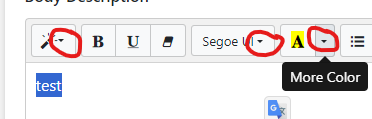 Body Description
B U Segoe UI A
More Color
test